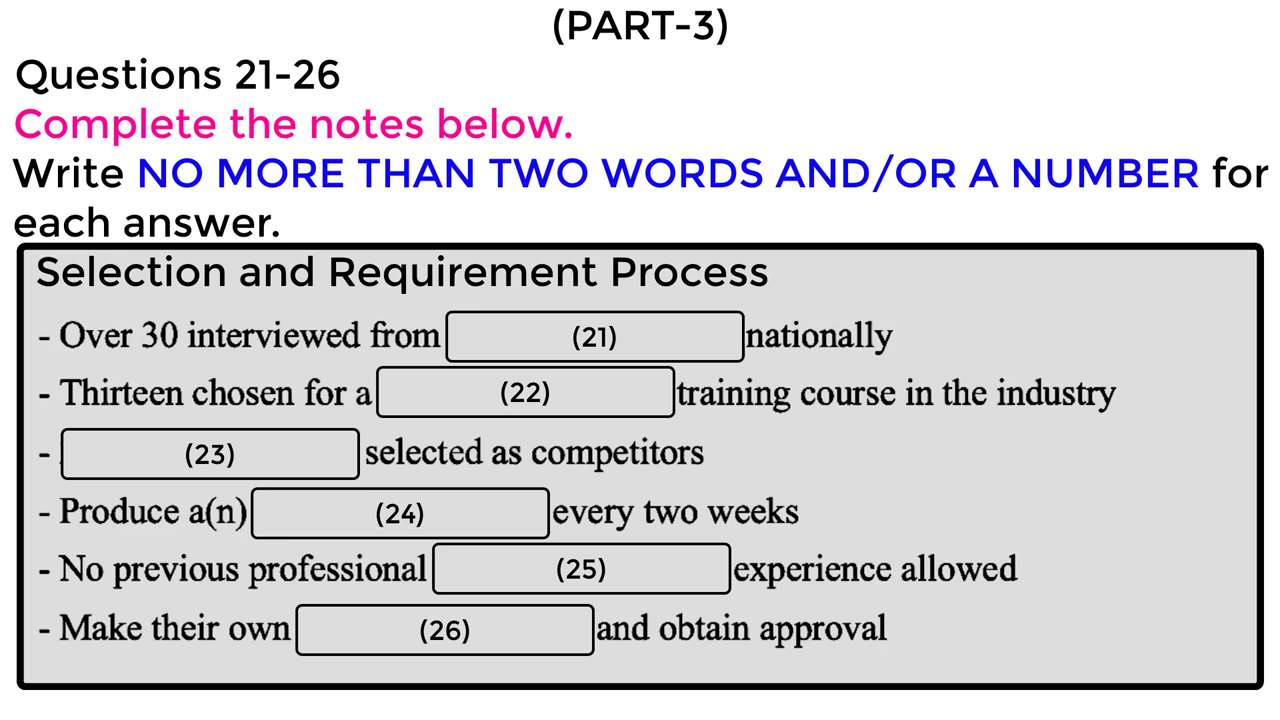 (PART-3)
Questions 21-26
Complete the notes below.
Write NO MORE THAN TWO WORDS AND/OR A NUMBER for
each answer.
Selection and Requirement Process
- Over 30 interviewed from (21) nationally
- Thirteen chosen for a (22) training course in the industry
- (23) selected as competitors
- Produce a(n) (24) every two weeks
- No previous professional (25) experience allowed
- Make their own (26) and obtain approval